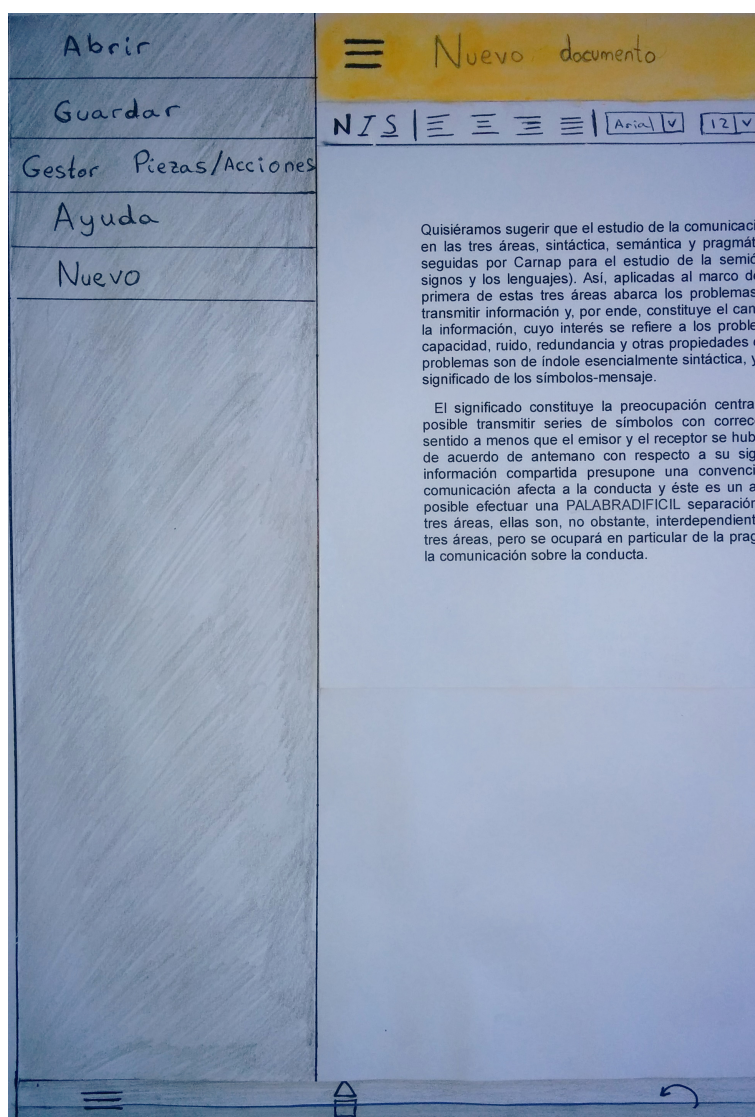 Abrir
Guardar
Gestor Piezas/Acciones
Ayuda
Nuevo
Nuevo documento
N I S Arial 12
Quisiéramos sugerir que el estudio de la comunicaci
en las tres áreas, sintáctica, semántica y pragmát
seguidas por Carnap para el estudio de la semió
signos y los lenguajes). Así, aplicadas al marco de
primera de estas tres áreas abarca los problemas
transmitir información y, por ende, constituye el cam
la información, cuyo interés se refiere a los proble
capacidad, ruido, redundancia y otras propiedades
problemas son de índole esencialmente sintáctica, y
significado de los símbolos-mensaje.
El significado constituye la preocupación centra
posible transmitir series de símbolos con correc
sentido a menos que el emisor y el receptor se hub
de acuerdo de antemano con respecto a su sig
información compartida presupone una convenci
comunicación afecta a la conducta y éste es un a
posible efectuar una PALABRADIFICIL separación
tres áreas, ellas son, no obstante, interdependient
tres áreas, pero se ocupará en particular de la prag
la comunicación sobre la conducta.